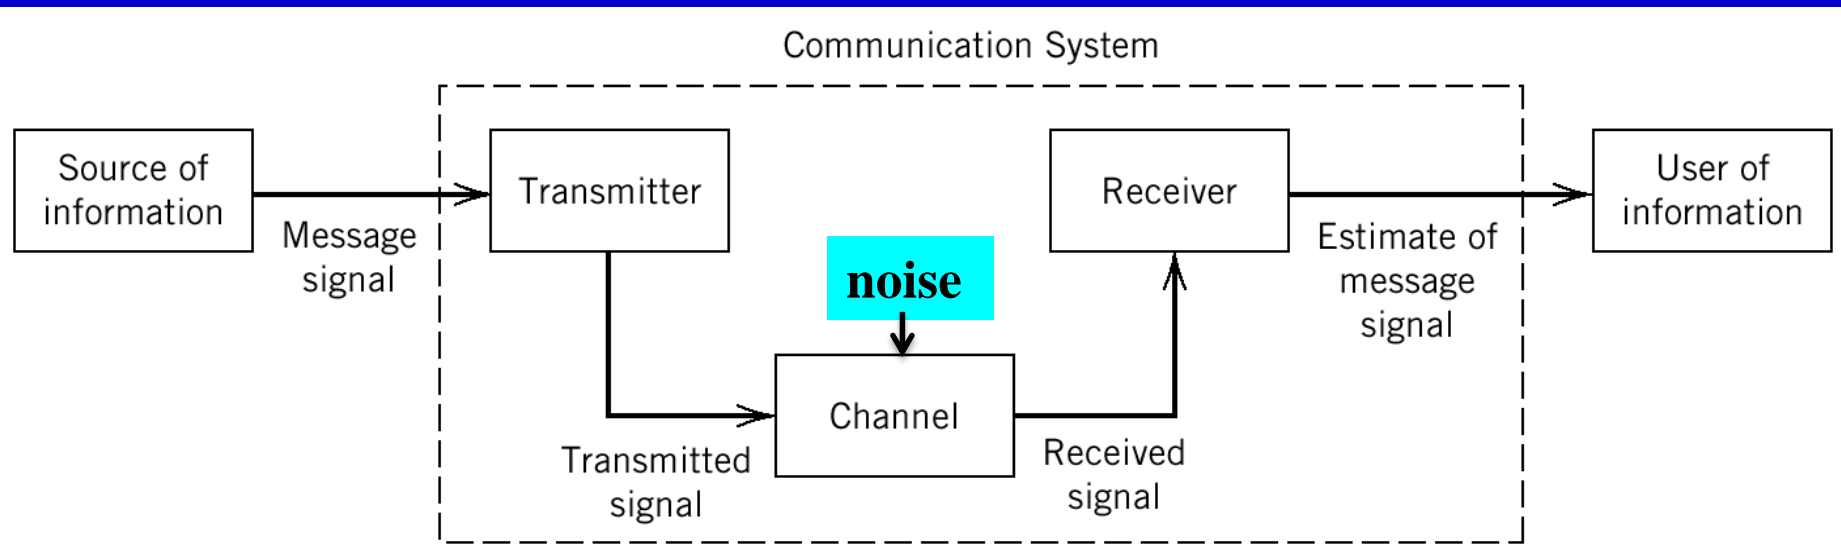 Communication System
Source of
information
Message
signal
Transmitter
Transmitted
signal
noise
Channel
Received
signal
Receiver
Estimate of
message
signal
User of
information